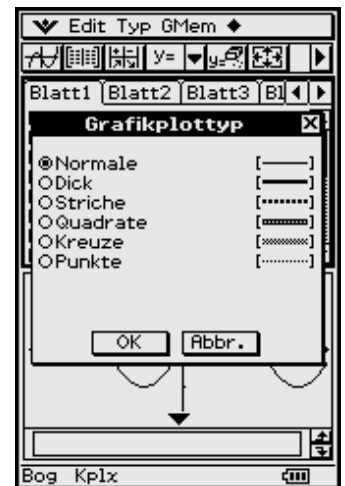 Edit Typ GMem
y=
Blatt1 Blatt2 Blatt3 Bl
Grafikplottyp
Normale
Dick
Striche
Quadrate
Kreuze
Punkte
OK Abbr.
Bog Kplx